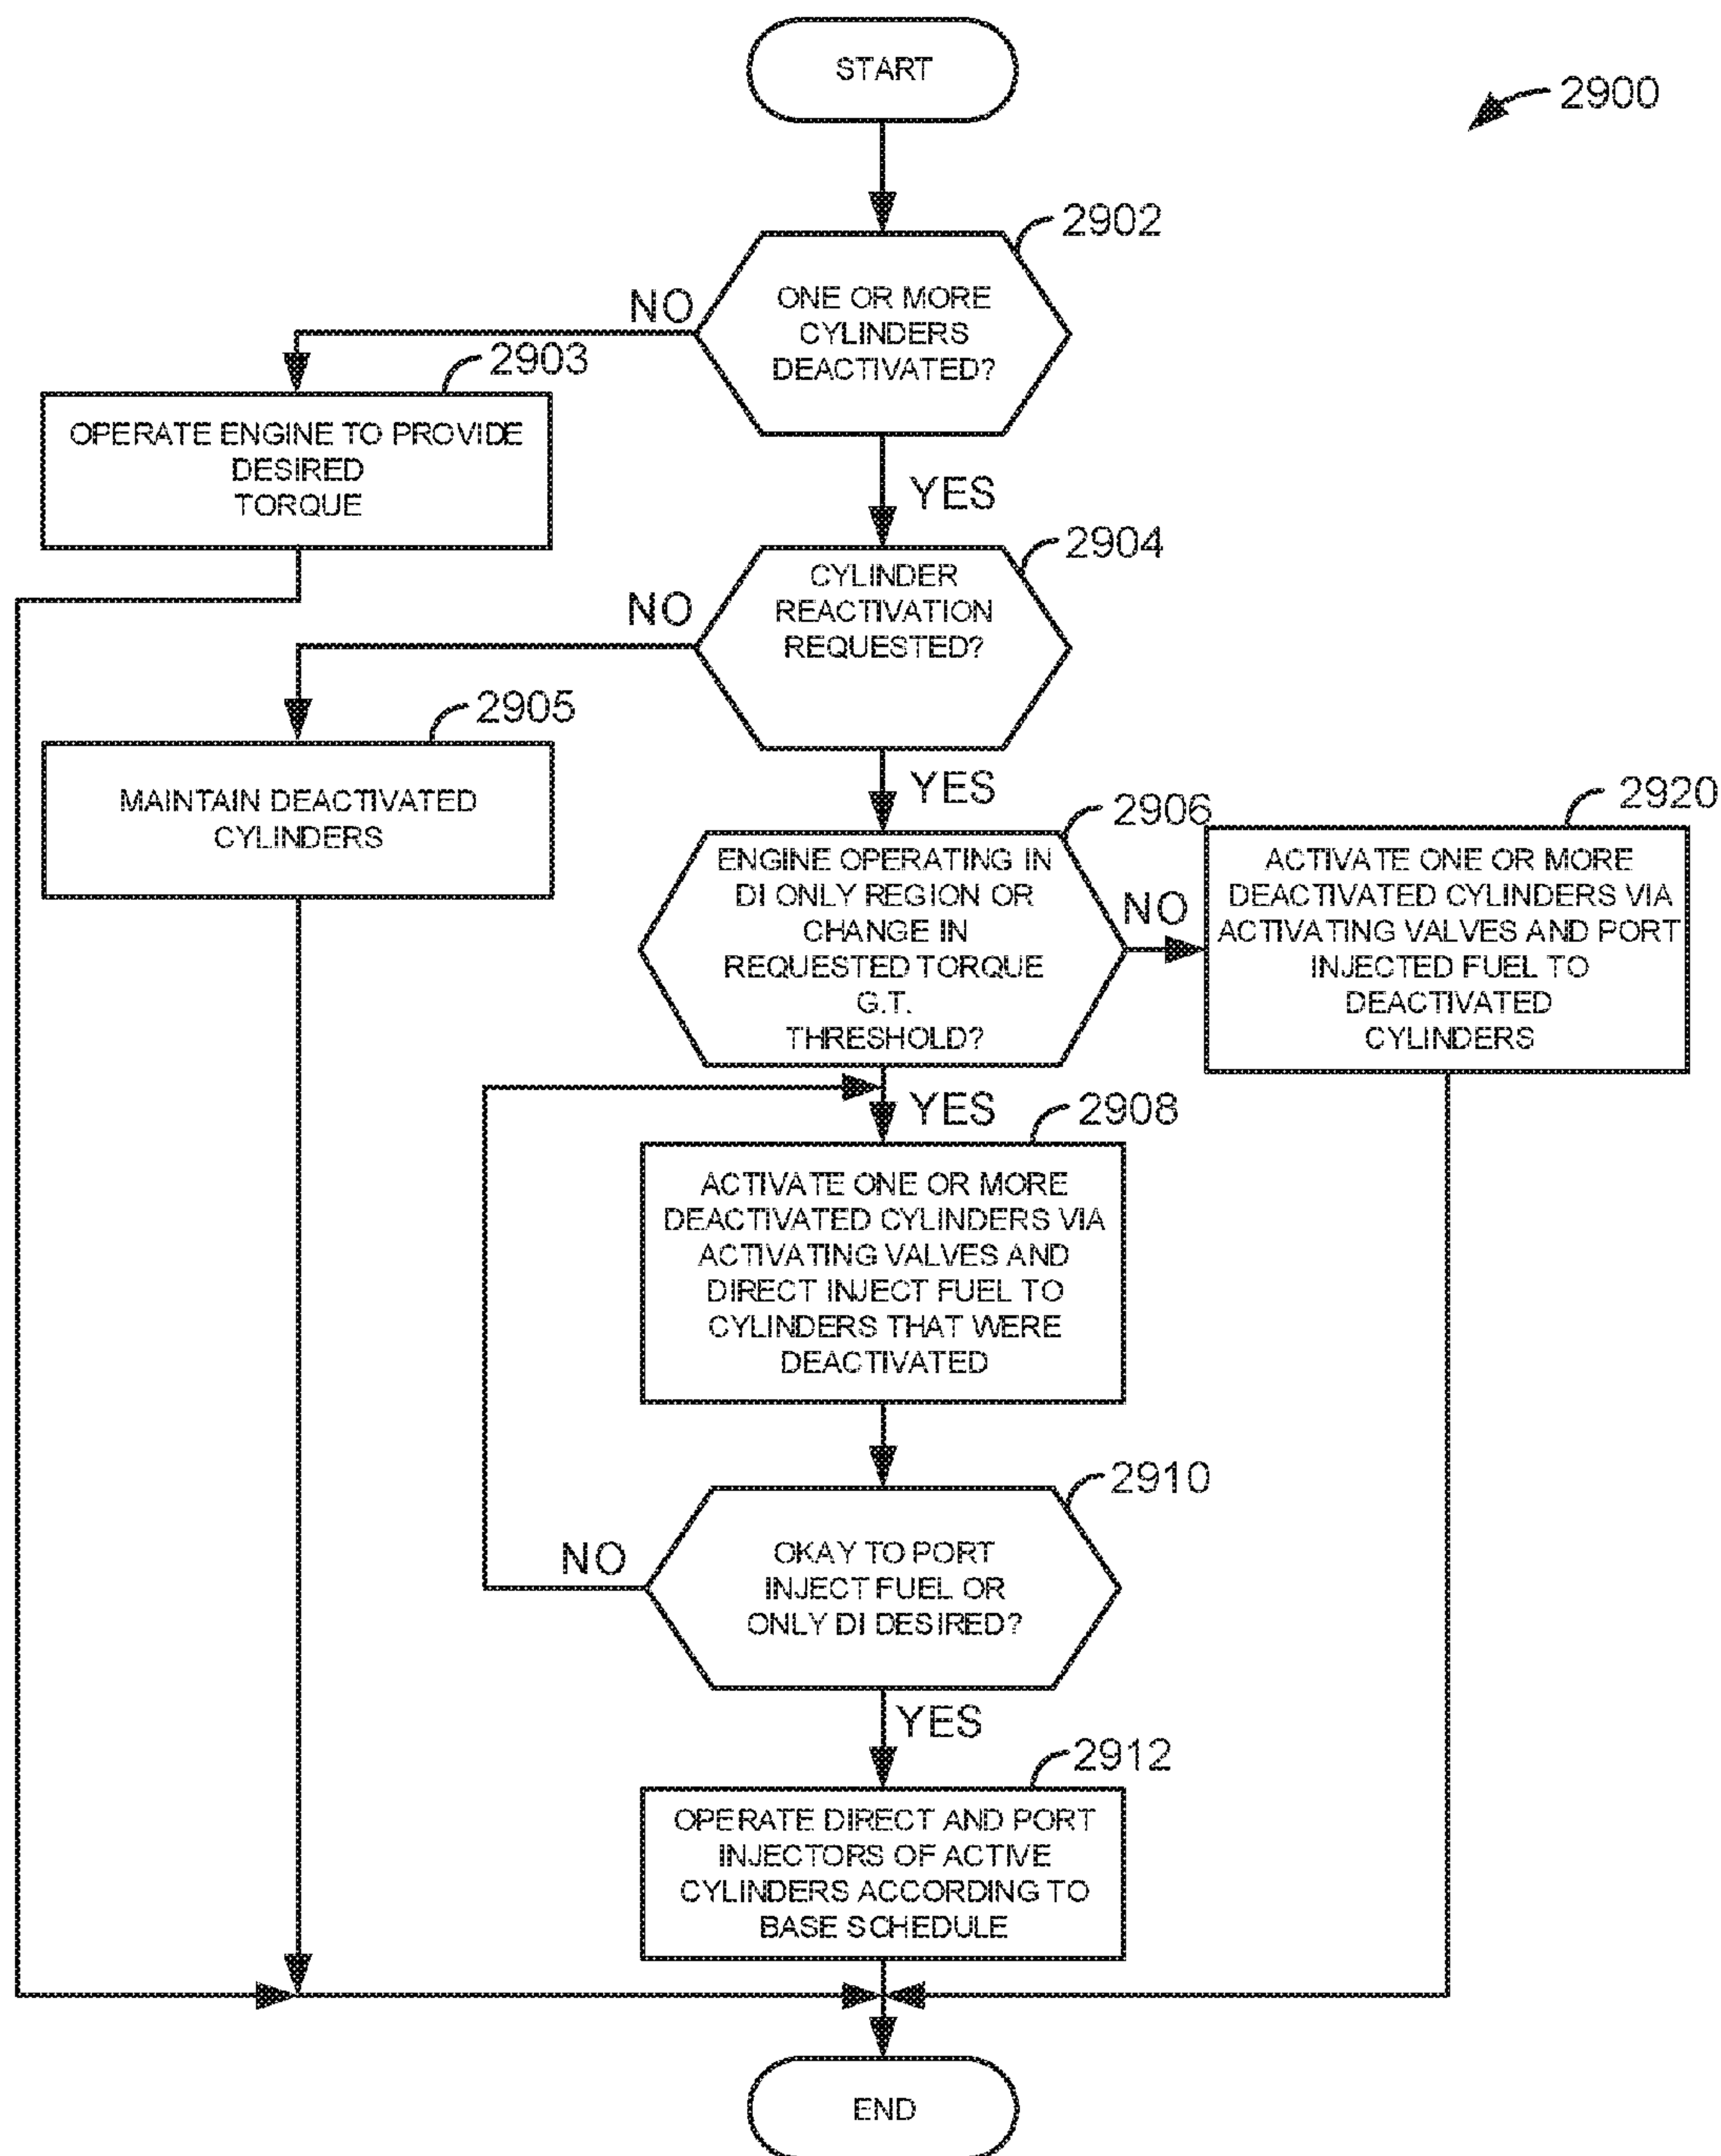 START
2900
2902
ONE OR MORE
CYLINDERS
DEACTIVATED?
NO
2903
OPERATE ENGINE TO PROVIDE
DESIRED
TORQUE
YES
2904
CYLINDER
REACTIVATION
REQUESTED?
NO
2905
MAINTAIN DEACTIVATED
CYLINDERS
YES
2906
ENGINE OPERATING IN
DI ONLY REGION OR
CHANGE IN
REQUESTED TORQUE
G.T.
THRESHOLD?
NO
2920
ACTIVATE ONE OR MORE
DEACTIVATED CYLINDERS VIA
ACTIVATING VALVES AND PORT
INJECTED FUEL TO
DEACTIVATED
CYLINDERS
YES
2908
ACTIVATE ONE OR MORE
DEACTIVATED CYLINDERS VIA
ACTIVATING VALVES AND
DIRECT INJECT FUEL TO
CYLINDERS THAT WERE
DEACTIVATED
2910
OKAY TO PORT
INJECT FUEL OR
ONLY DI DESIRED?
NO
YES
2912
OPERATE DIRECT AND PORT
INJECTORS OF ACTIVE
CYLINDERS ACCORDING TO
BASE SCHEDULE
END